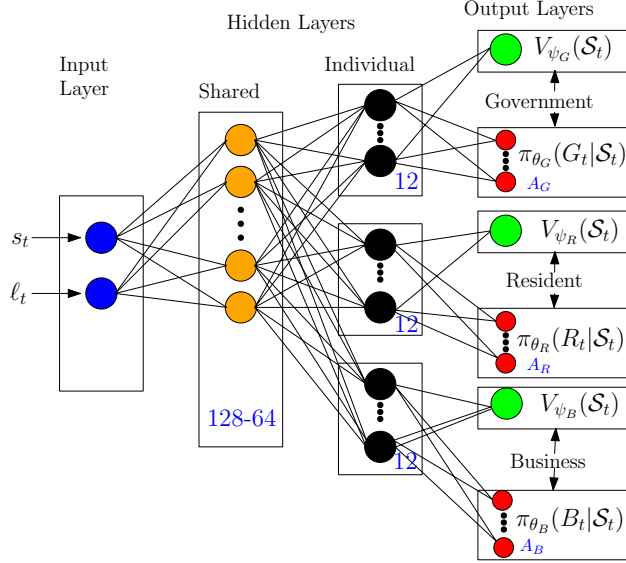 Output Layers
Hidden Layers
Input
Layer
Shared
Individual
s_t
ℓ_t
128-64
12
12
12
V_{ψ_G}(𝒮_t)
Government
π_{θ_G}(G_t|𝒮_t)
A_G
V_{ψ_R}(𝒮_t)
Resident
π_{θ_R}(R_t|𝒮_t)
A_R
V_{ψ_B}(𝒮_t)
Business
π_{θ_B}(B_t|𝒮_t)
A_B